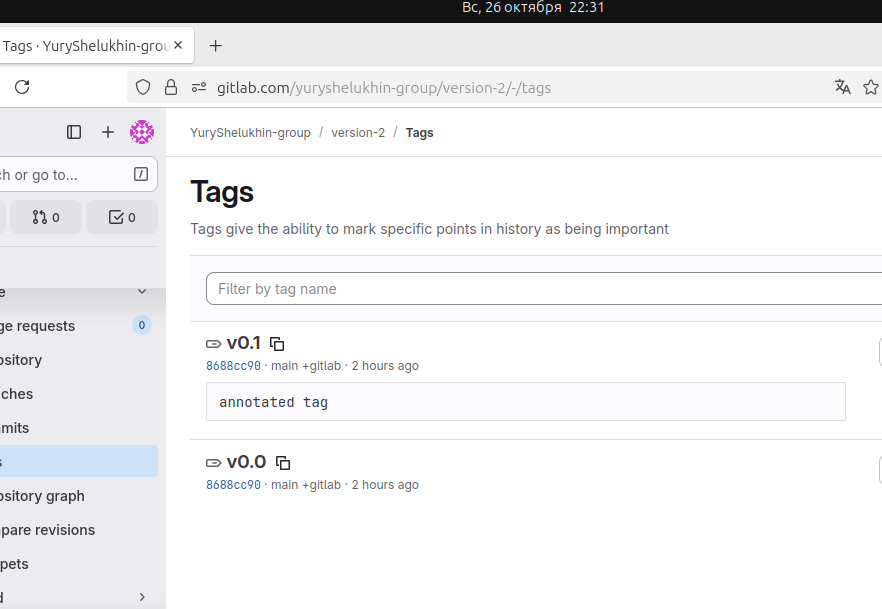 Вс, 26 октября 22:31
Tags · YuryShelukhin-grou
gitlab.com/yuryshelukhin-group/version-2/-/tags
YuryShelukhin-group / version-2 / Tags
ch or go to...
0
0
Tags
Tags give the ability to mark specific points in history as being important
Filter by tag name
e
ge requests 0
ository
ches
mits
s
ository graph
pare revisions
pets
d
v0.1
8688cc90 · main +gitlab · 2 hours ago
annotated tag
v0.0
8688cc90 · main +gitlab · 2 hours ago